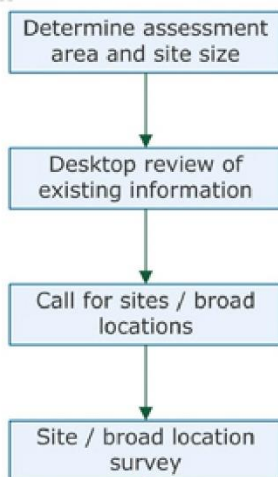 Determine assessment
area and site size
Desktop review of
existing information
Call for sites / broad
locations
Site / broad location
survey